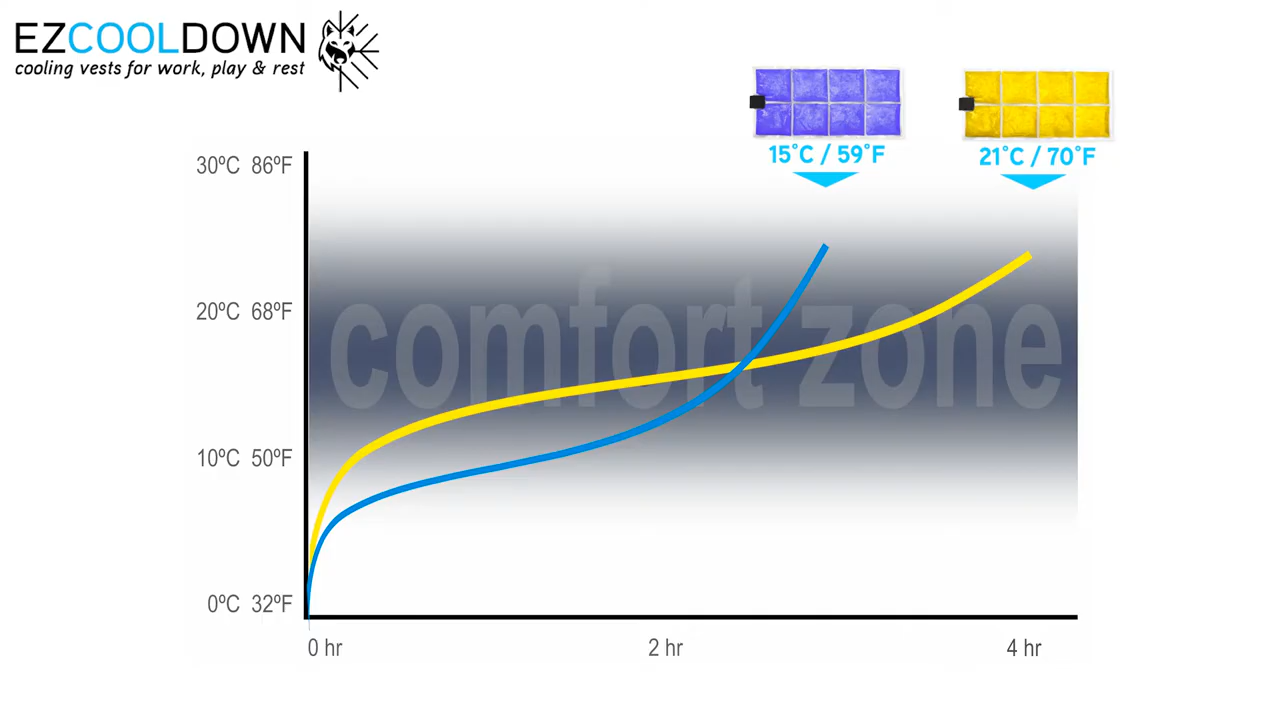 EZCOOLDOWN
cooling vests for work, play & rest
15°C / 59°F
21°C / 70°F
30ºC 86ºF
20ºC 68ºF
10ºC 50ºF
0ºC 32ºF
comfort zone
0 hr
2 hr
4 hr